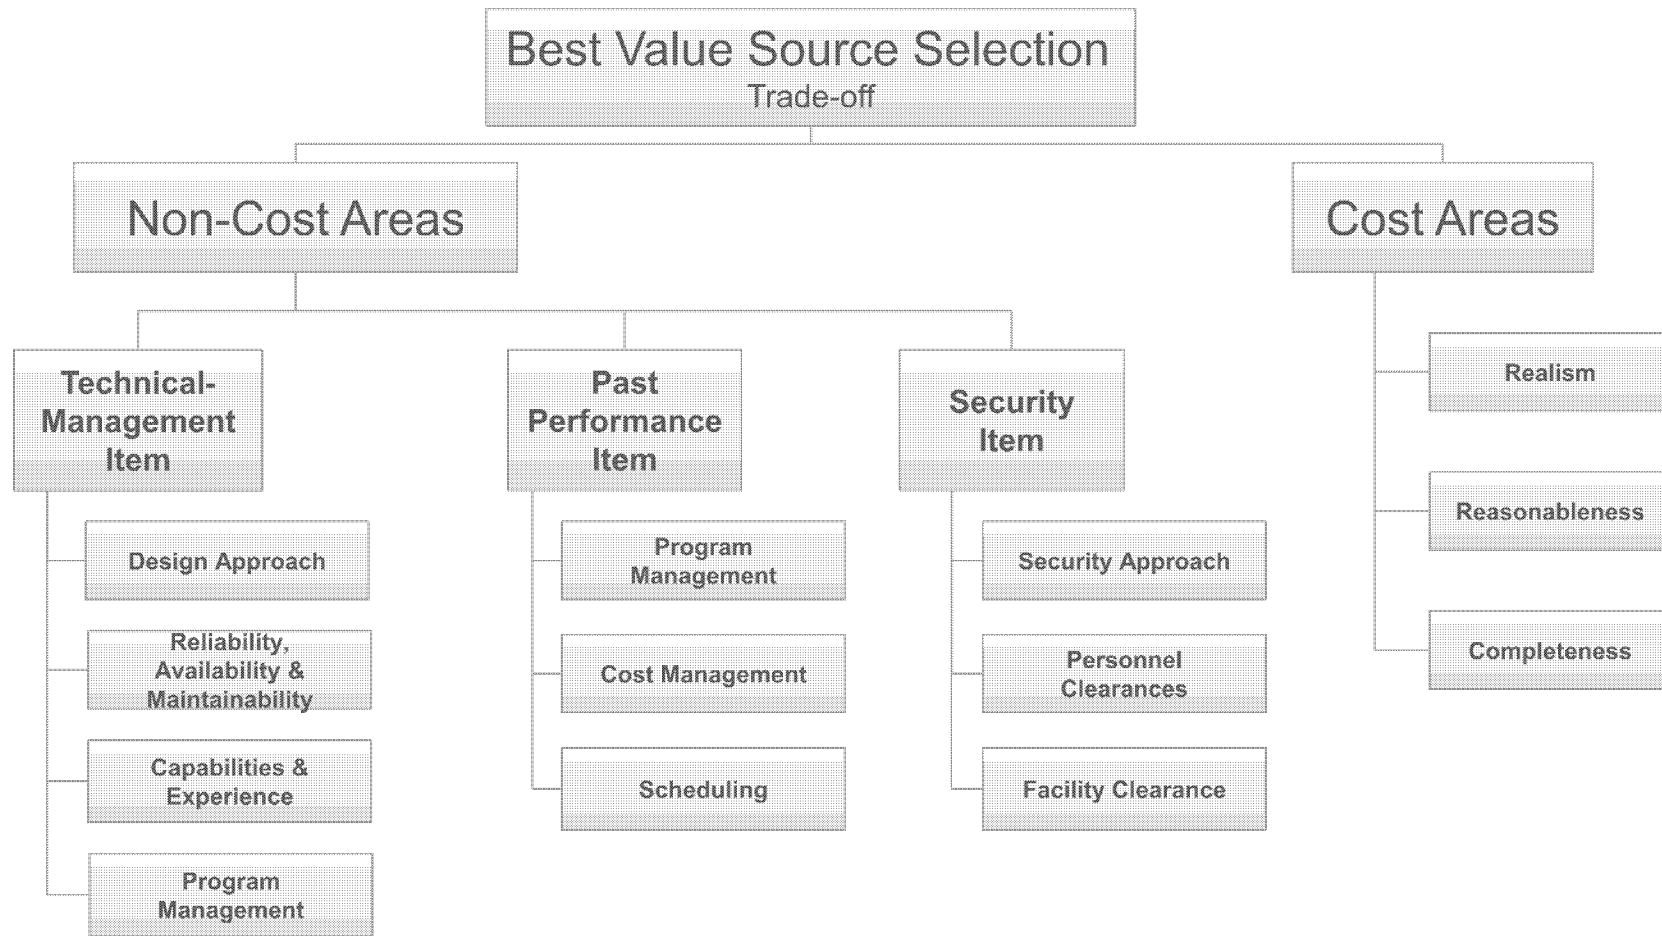 Best Value Source Selection
Trade-off
Non-Cost Areas
Cost Areas
Technical-
Management
Item
Past
Performance
Item
Security
Item
Realism
Reasonableness
Completeness
Design Approach
Reliability,
Availability &
Maintainability
Capabilities &
Experience
Program
Management
Program
Management
Cost Management
Scheduling
Security Approach
Personnel
Clearances
Facility Clearance